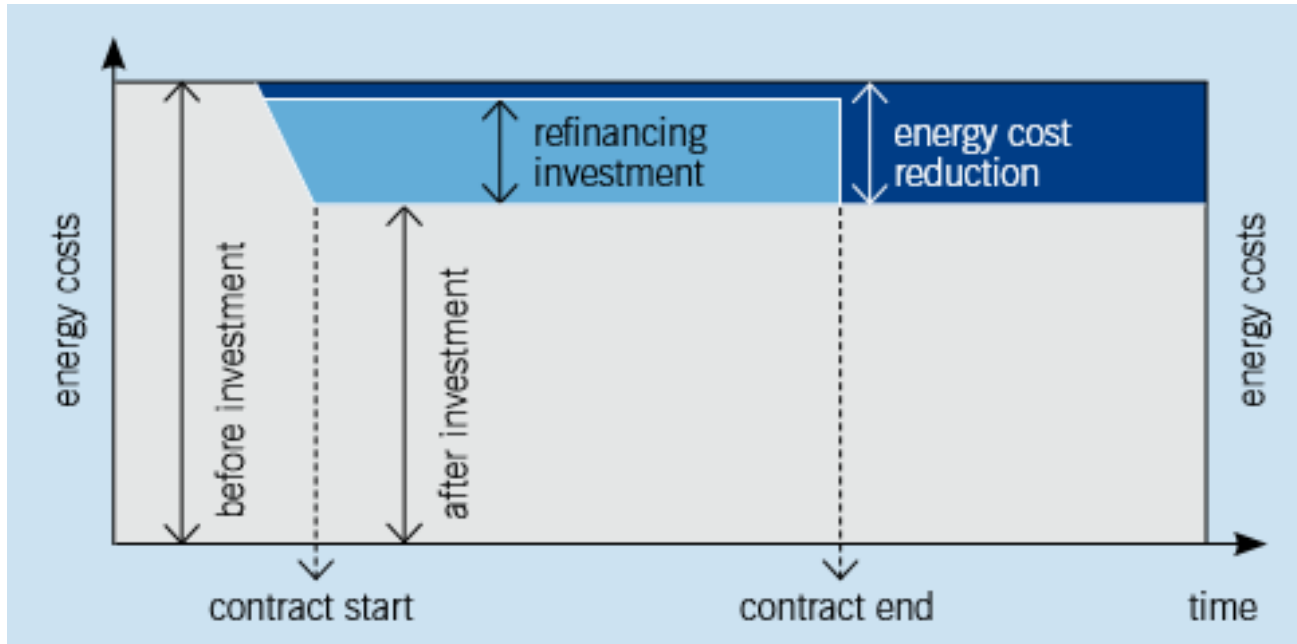 energy costs
before investment
after investment
refinancing
investment
energy cost
reduction
energy costs
contract start
contract end
time